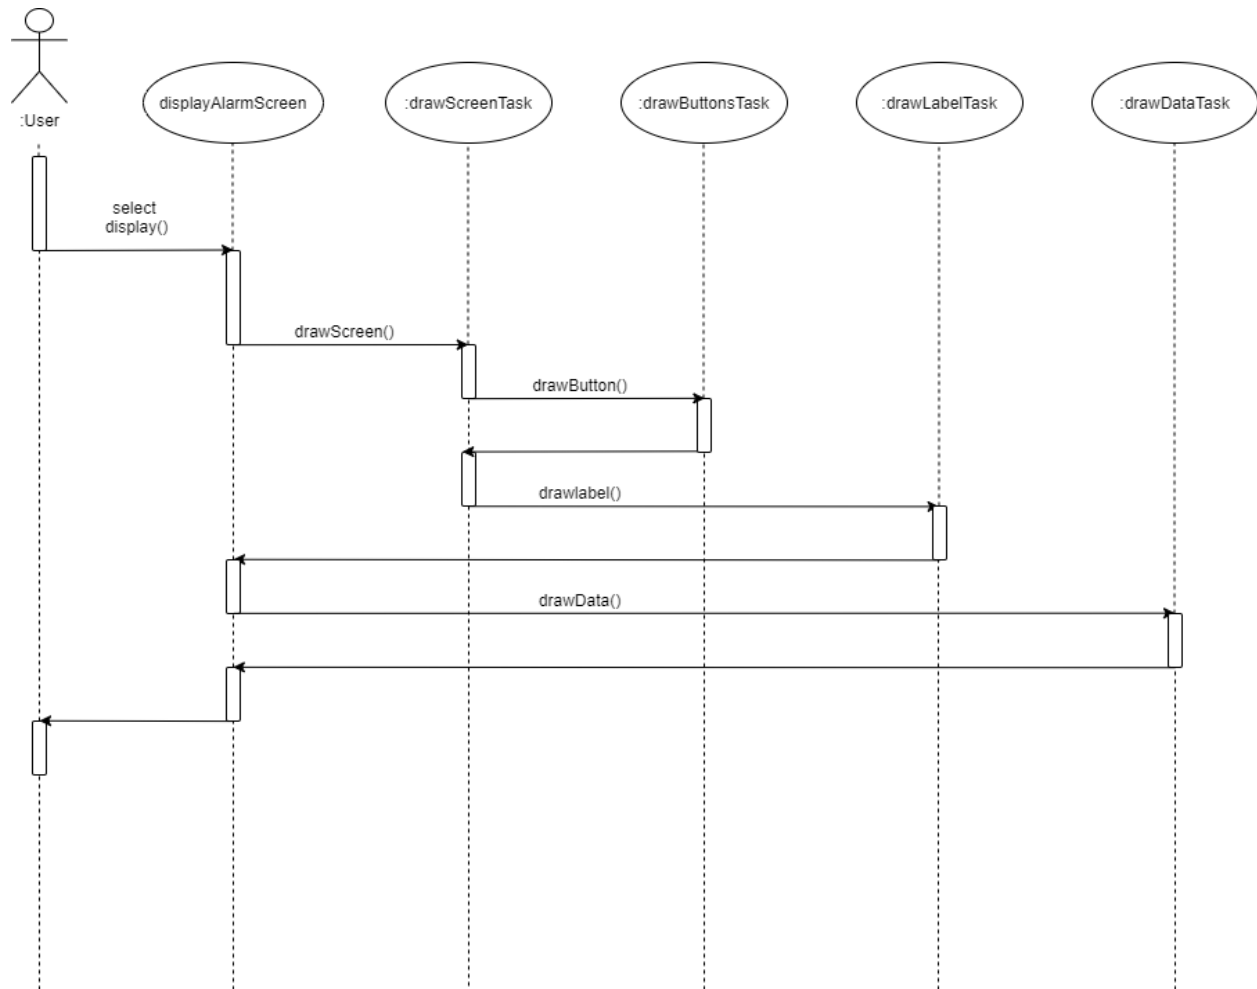 :User
displayAlarmScreen
:drawScreenTask
:drawButtonsTask
:drawLabelTask
:drawDataTask
select
display()
drawScreen()
drawButton()
drawlabel()
drawData()